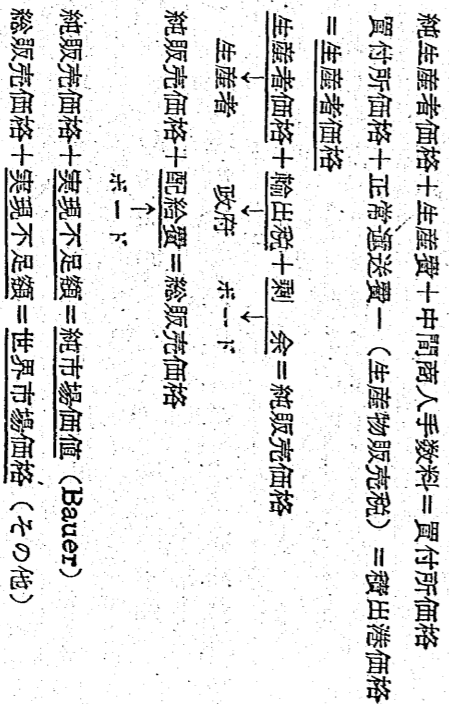 純生産者価格＋生産費＋中間商人手数料＝買付所価格
買付所価格＋正常逓送費－（生産物販売税）＝積出港価格
＝生産者価格
生産者価格＋輸出税＋剰　余＝純販売価格
↓　↓　↓
生産者　政府　ボード
純販売価格＋配給費＝総販売価格
↓
ボード
純販売価格＋実現不足額＝純市場価値（Bauer）
総販売価格＋実現不足額＝世界市場価格（その他）